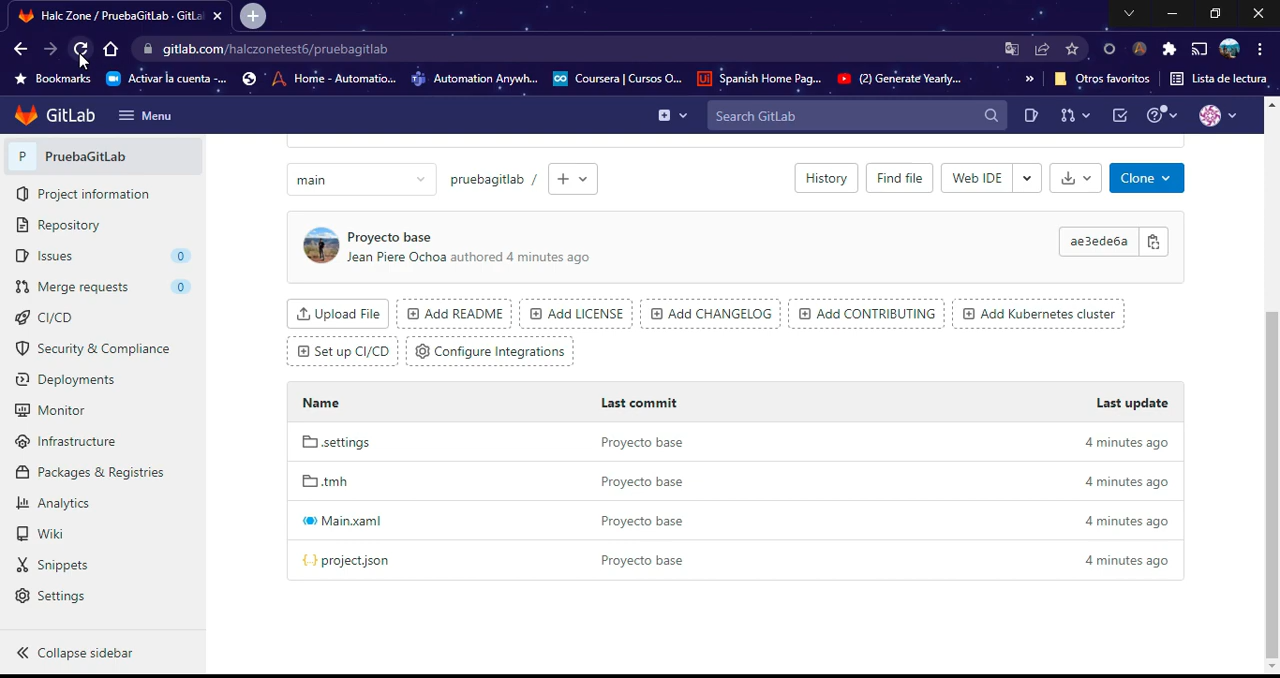 Halc Zone / PruebaGitLab · GitLa
gitlab.com/halczonetest6/pruebagitlab
Bookmarks Activar la cuenta -... Home - Automatio... Automation Anywh... Coursera | Cursos O... Spanish Home Pag... (2) Generate Yearly... » Otros favoritos Lista de lectura
GitLab Menu Search GitLab
P PruebaGitLab
Project information
Repository
Issues 0
Merge requests 0
CI/CD
Security & Compliance
Deployments
Monitor
Infrastructure
Packages & Registries
Analytics
Wiki
Snippets
Settings
Collapse sidebar
main pruebagitlab / + History Find file Web IDE Clone
Proyecto base
Jean Piere Ochoa authored 4 minutes ago
ae3ede6a
Upload File Add README Add LICENSE Add CHANGELOG Add CONTRIBUTING Add Kubernetes cluster
Set up CI/CD Configure Integrations
Name Last commit Last update
.settings Proyecto base 4 minutes ago
.tmh Proyecto base 4 minutes ago
Main.xaml Proyecto base 4 minutes ago
project.json Proyecto base 4 minutes ago